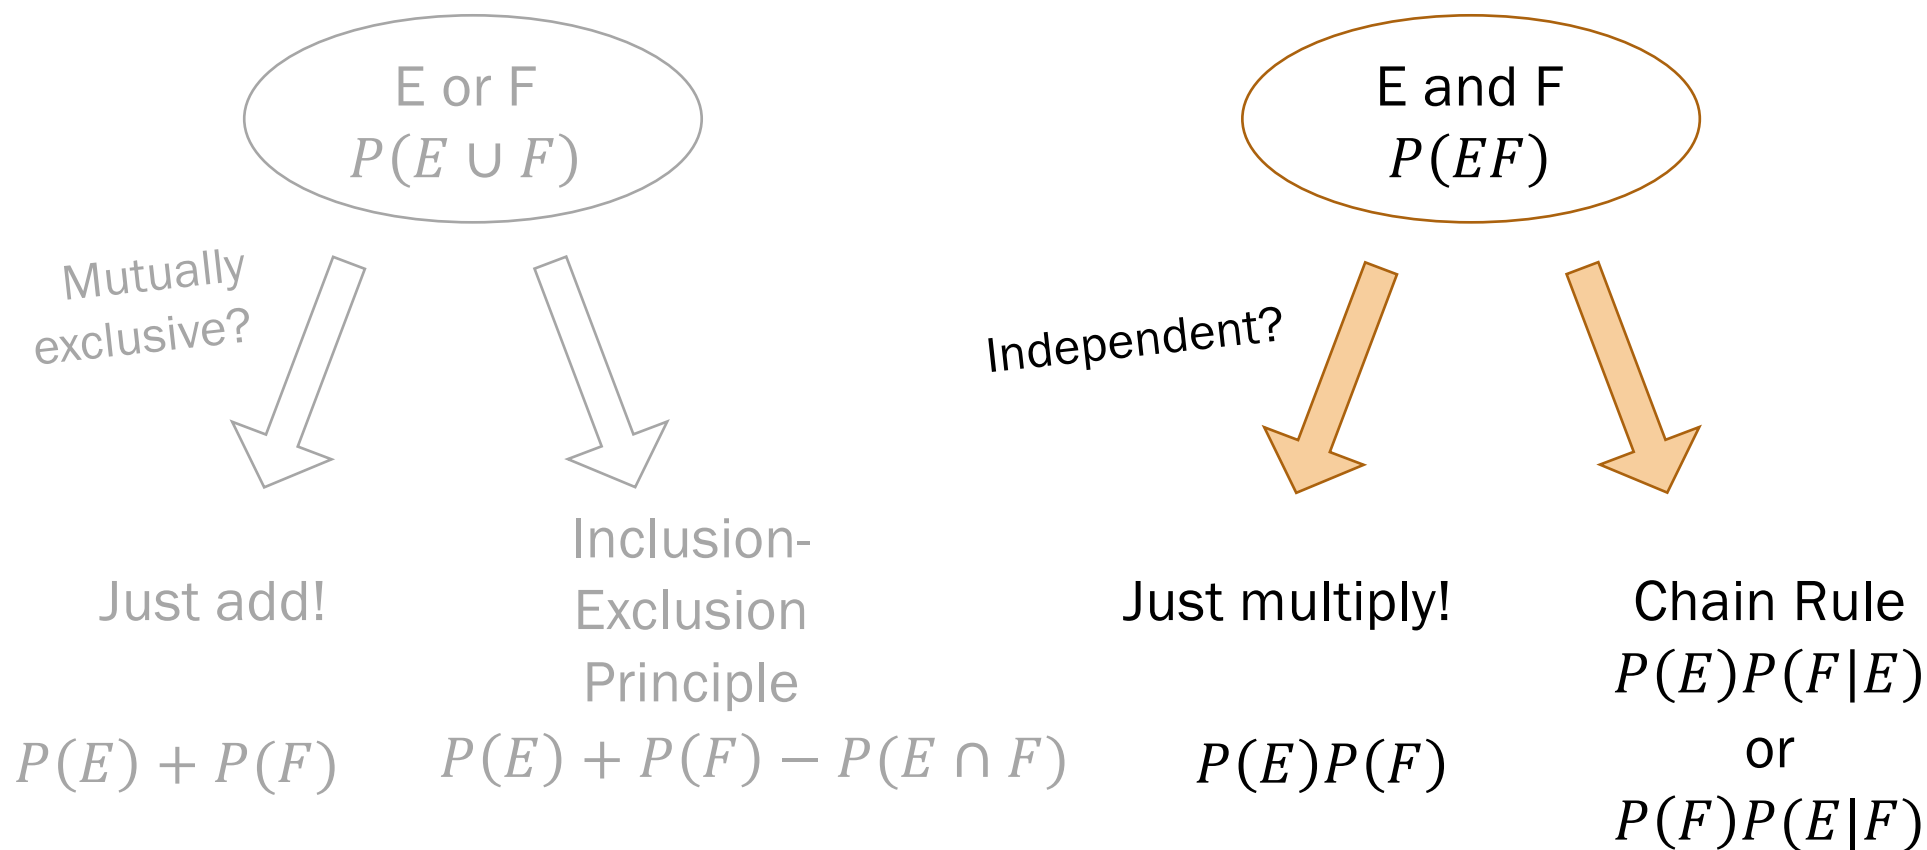 E or F
P(E ∪ F)
Mutually
exclusive?
Just add!
P(E) + P(F)
Inclusion-
Exclusion
Principle
P(E) + P(F) − P(E ∩ F)
E and F
P(EF)
Independent?
Just multiply!
P(E)P(F)
Chain Rule
P(E)P(F|E)
or
P(F)P(E|F)